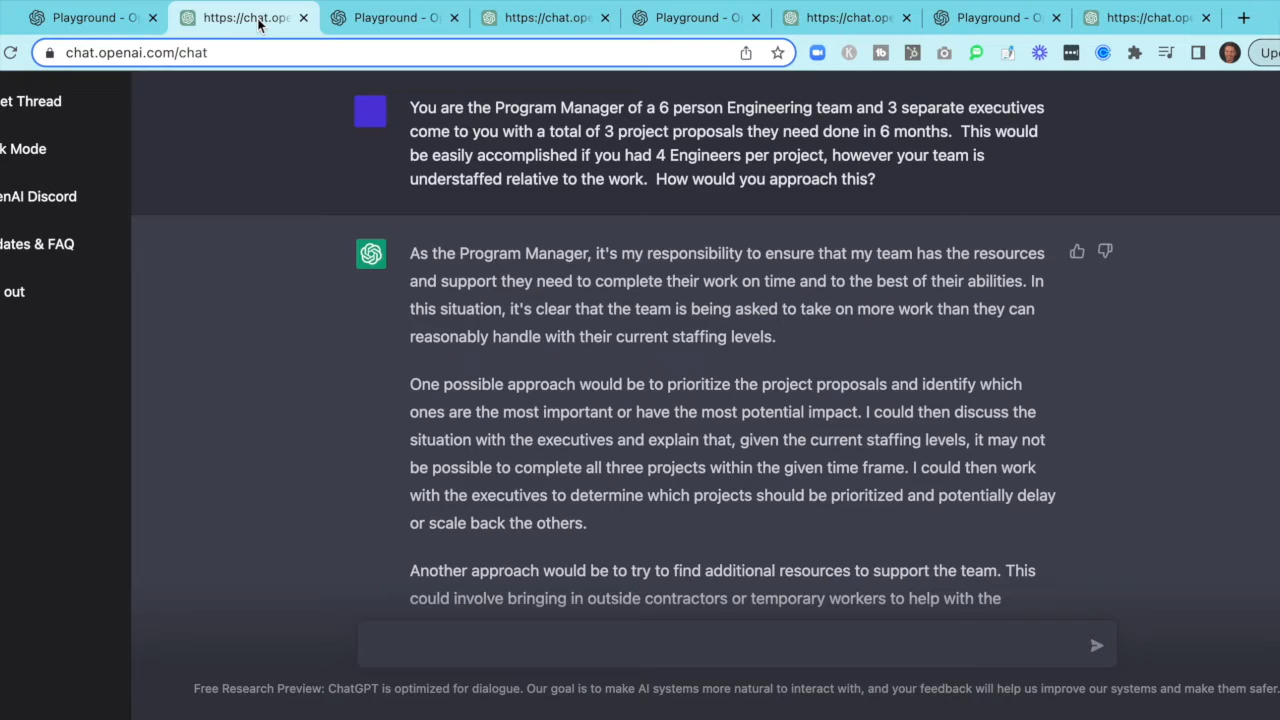 Playground - O
https://chat.ope
Playground - O
https://chat.ope
Playground - O
https://chat.ope
Playground - O
https://chat.ope
chat.openai.com/chat
Upd
et Thread
k Mode
enAI Discord
dates & FAQ
out
You are the Program Manager of a 6 person Engineering team and 3 separate executives
come to you with a total of 3 project proposals they need done in 6 months. This would
be easily accomplished if you had 4 Engineers per project, however your team is
understaffed relative to the work. How would you approach this?
As the Program Manager, it's my responsibility to ensure that my team has the resources
and support they need to complete their work on time and to the best of their abilities. In
this situation, it's clear that the team is being asked to take on more work than they can
reasonably handle with their current staffing levels.
One possible approach would be to prioritize the project proposals and identify which
ones are the most important or have the most potential impact. I could then discuss the
situation with the executives and explain that, given the current staffing levels, it may not
be possible to complete all three projects within the given time frame. I could then work
with the executives to determine which projects should be prioritized and potentially delay
or scale back the others.
Another approach would be to try to find additional resources to support the team. This
could involve bringing in outside contractors or temporary workers to help with the
Free Research Preview: ChatGPT is optimized for dialogue. Our goal is to make AI systems more natural to interact with, and your feedback will help us improve our systems and make them safer.